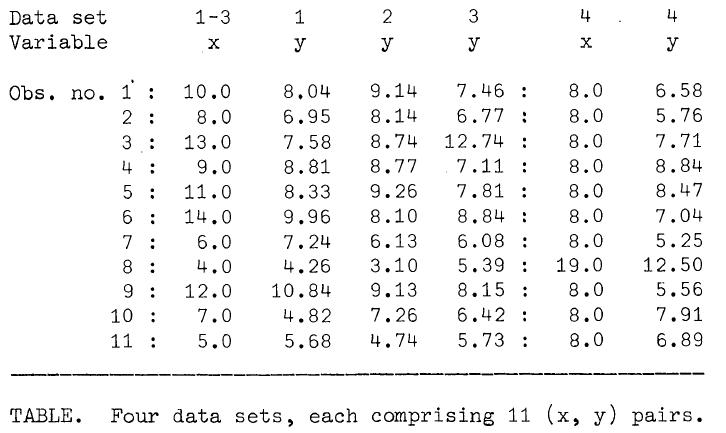 Data set 1-3 1 2 3 4 4
Variable x y y y x y
Obs. no. 1 : 10.0 8.04 9.14 7.46 : 8.0 6.58
2 : 8.0 6.95 8.14 6.77 : 8.0 5.76
3 : 13.0 7.58 8.74 12.74 : 8.0 7.71
4 : 9.0 8.81 8.77 7.11 : 8.0 8.84
5 : 11.0 8.33 9.26 7.81 : 8.0 8.47
6 : 14.0 9.96 8.10 8.84 : 8.0 7.04
7 : 6.0 7.24 6.13 6.08 : 8.0 5.25
8 : 4.0 4.26 3.10 5.39 : 19.0 12.50
9 : 12.0 10.84 9.13 8.15 : 8.0 5.56
10 : 7.0 4.82 7.26 6.42 : 8.0 7.91
11 : 5.0 5.68 4.74 5.73 : 8.0 6.89
TABLE. Four data sets, each comprising 11 (x, y) pairs.